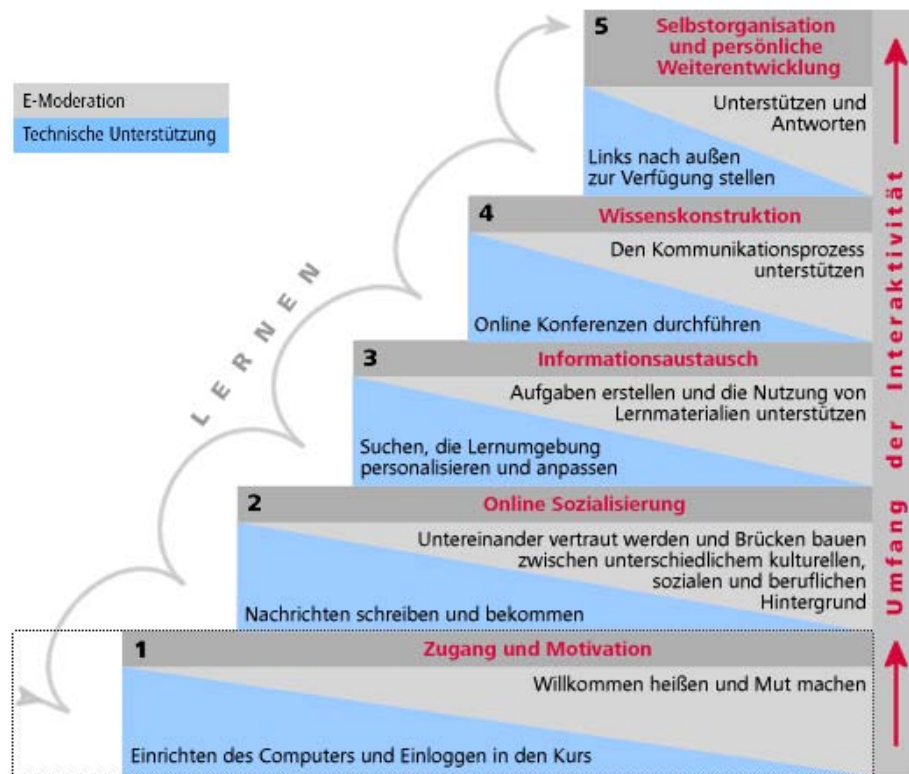 E-Moderation
Technische Unterstützung
LERNEN
5
Selbstorganisation
und persönliche
Weiterentwicklung
Unterstützen und
Antworten
Links nach außen
zur Verfügung stellen
4
Wissenskonstruktion
Den Kommunikationsprozess
unterstützen
Online Konferenzen durchführen
3
Informationsaustausch
Aufgaben erstellen und die Nutzung von
Lernmaterialien unterstützen
Suchen, die Lernumgebung
personalisieren und anpassen
2
Online Sozialisierung
Untereinander vertraut werden und Brücken bauen
zwischen unterschiedlichem kulturellen,
sozialen und beruflichen
Hintergrund
Nachrichten schreiben und bekommen
1
Zugang und Motivation
Willkommen heißen und Mut machen
Einrichten des Computers und Einloggen in den Kurs
Umfang der Interaktivität